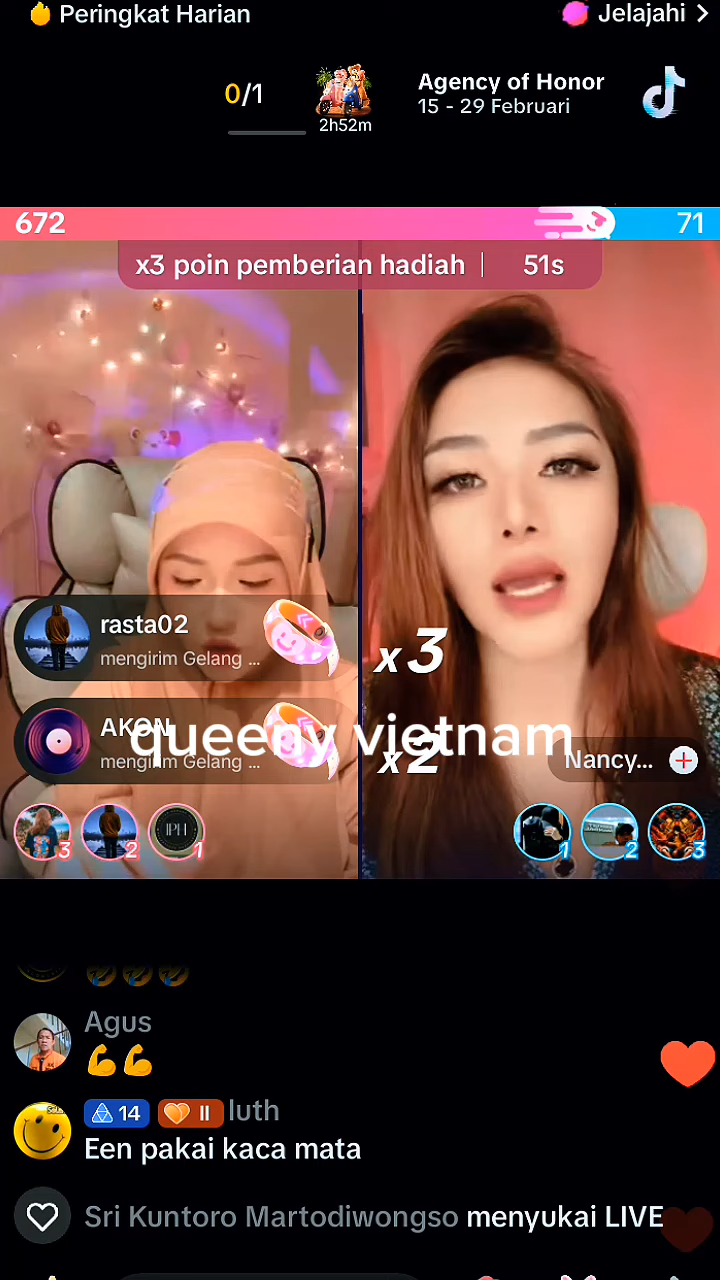 Peringkat Harian
Jelajahi
0/1
2h52m
Agency of Honor
15 - 29 Februari
672
71
x3 poin pemberian hadiah
51s
rasta02
mengirim Gelang ...
x3
AKON
mengirim Gelang ...
x2
queeny vietnam
Nancy...
3
2
IPH
1
1
2
3
Agus
14
II
luth
Een pakai kaca mata
Sri Kuntoro Martodiwongso menyukai LIVE